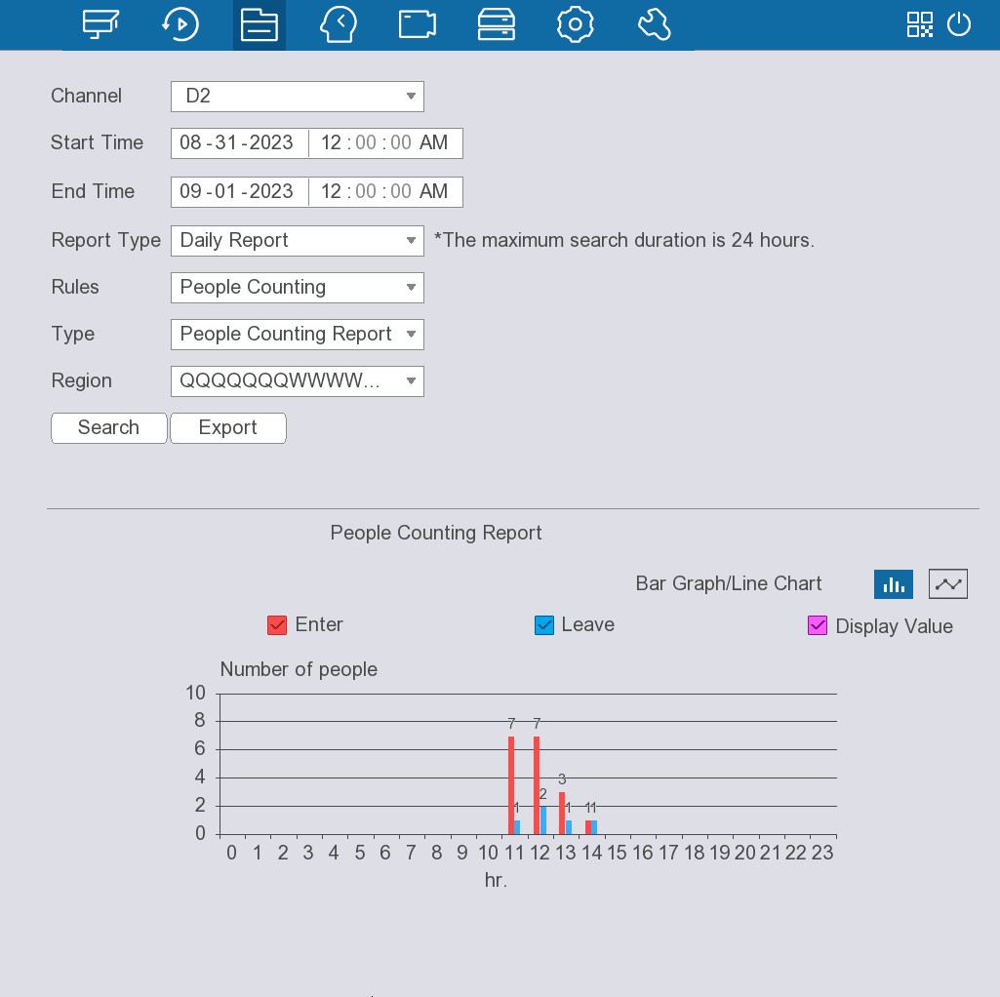 Channel D2
Start Time 08 - 31 - 2023 12 : 00 : 00 AM
End Time 09 - 01 - 2023 12 : 00 : 00 AM
Report Type Daily Report *The maximum search duration is 24 hours.
Rules People Counting
Type People Counting Report
Region QQQQQQQWWWW...
Search Export
People Counting Report
Bar Graph/Line Chart
Enter Leave Display Value
Number of people
10
8
7 7
6
4
3
2
2
1 1 1 1
0
0 1 2 3 4 5 6 7 8 9 10 11 12 13 14 15 16 17 18 19 20 21 22 23
hr.